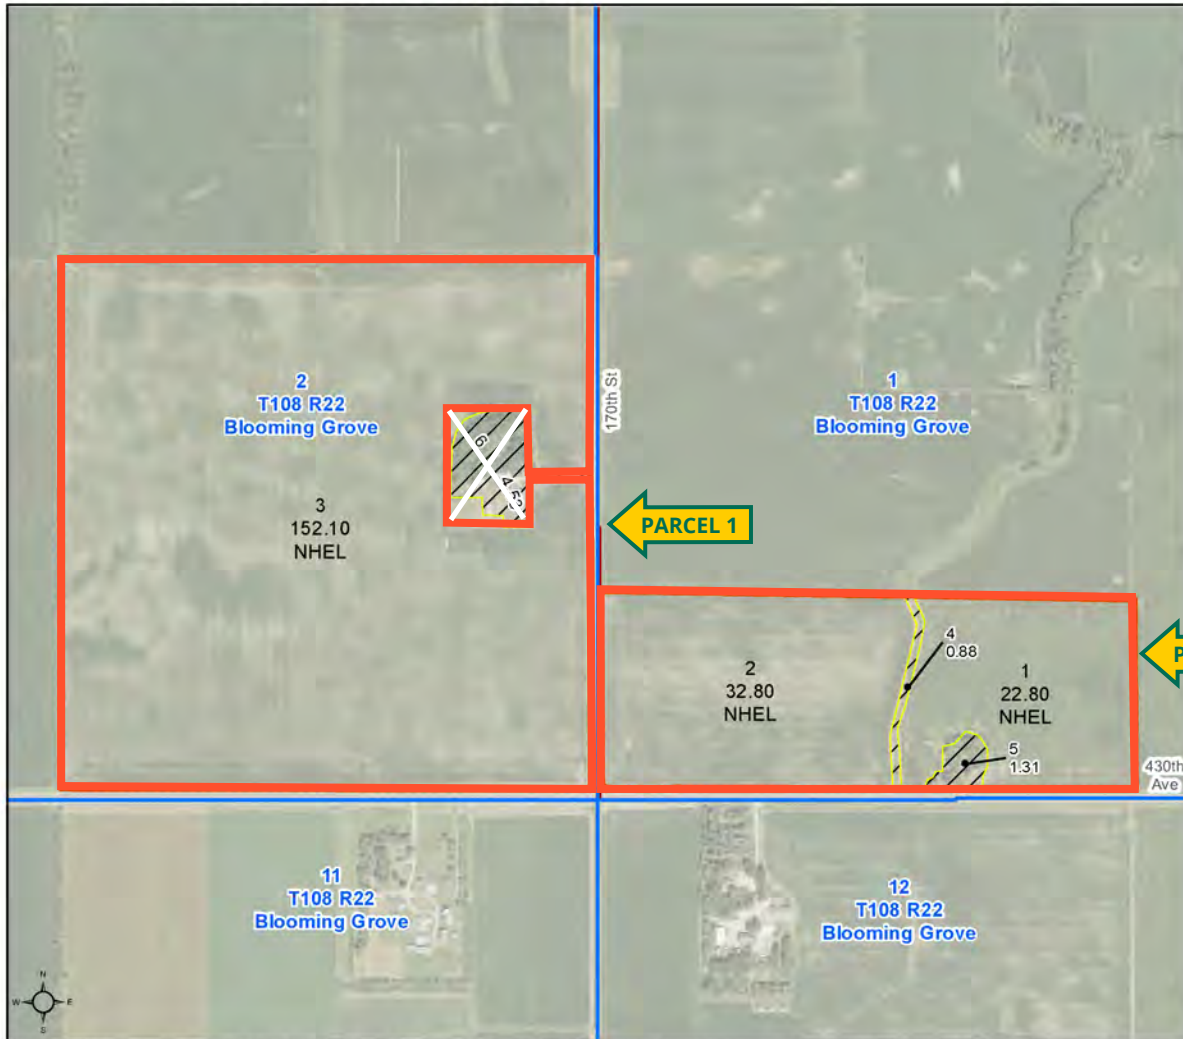 2
T108 R22
Blooming Grove
170th St
1
T108 R22
Blooming Grove
6
3
152.10
NHEL
PARCEL 1
4
0.88
2
32.80
NHEL
1
22.80
NHEL
P
5
1.31
430th
Ave
11
T108 R22
Blooming Grove
12
T108 R22
Blooming Grove
N
W
E
S